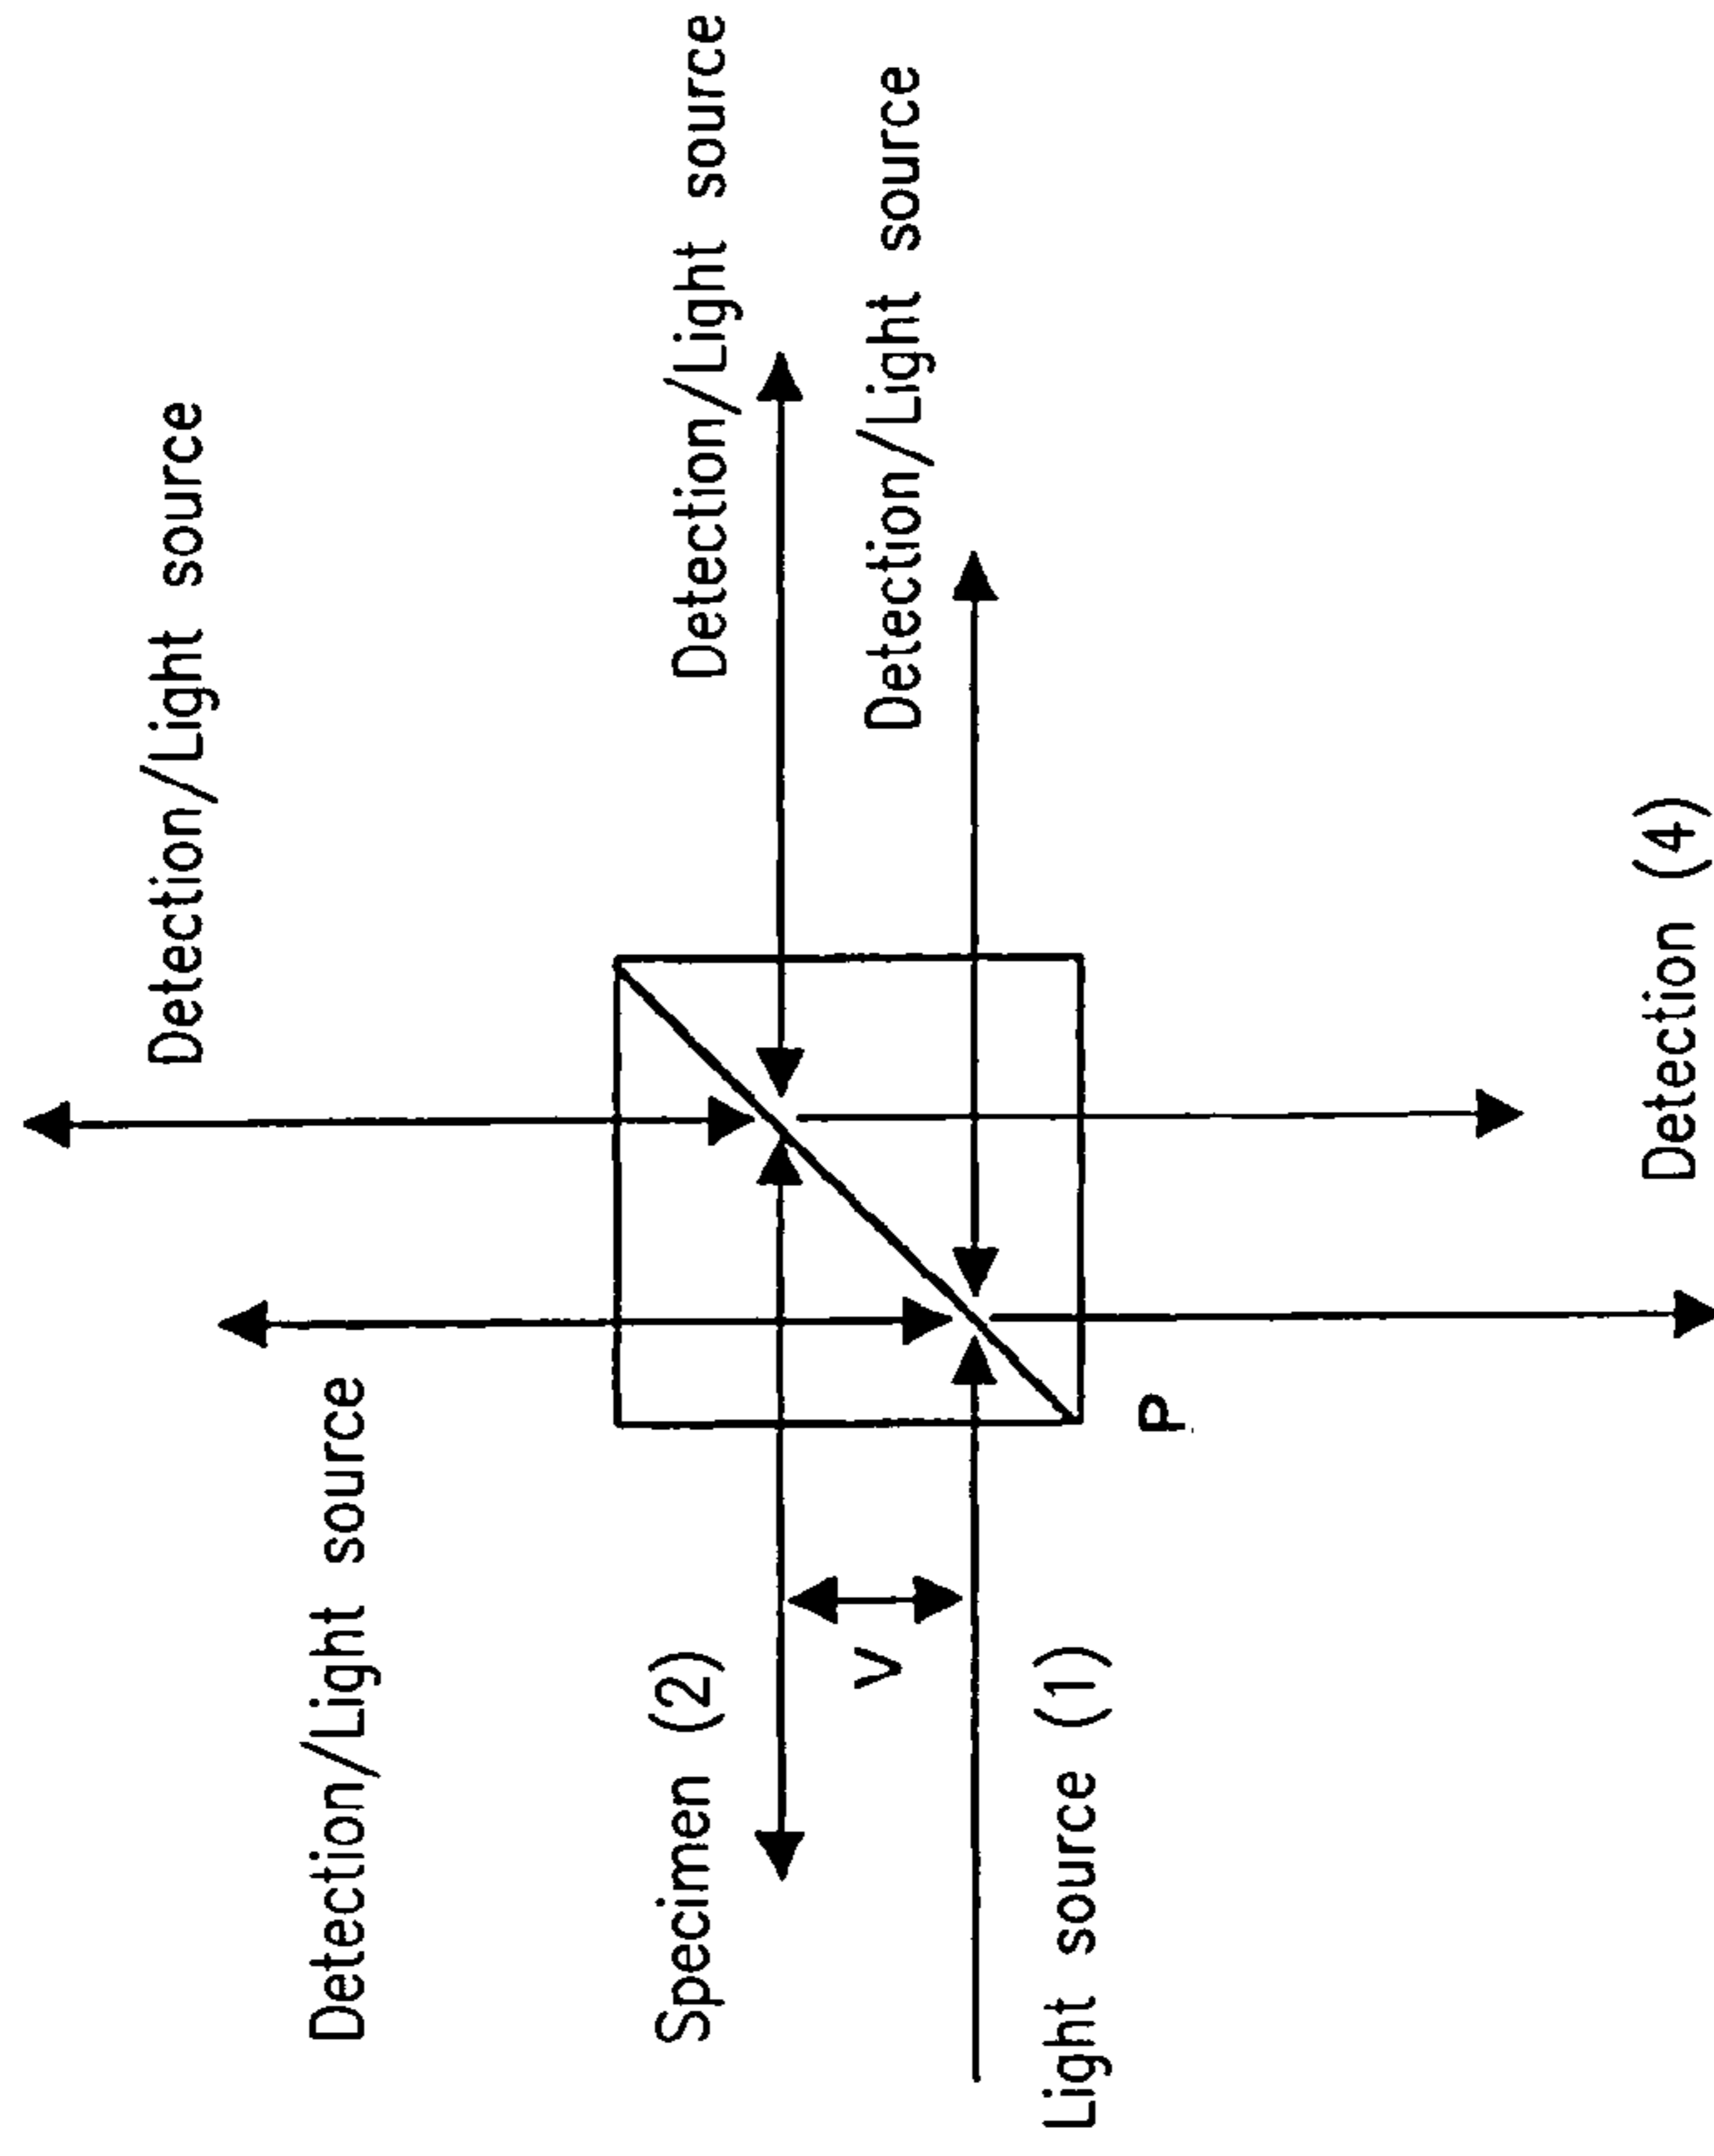 Detection/Light source
Detection/Light source
Specimen (2)
Detection/Light source
V
Detection/Light source
Light source (1)
P
Detection (4)